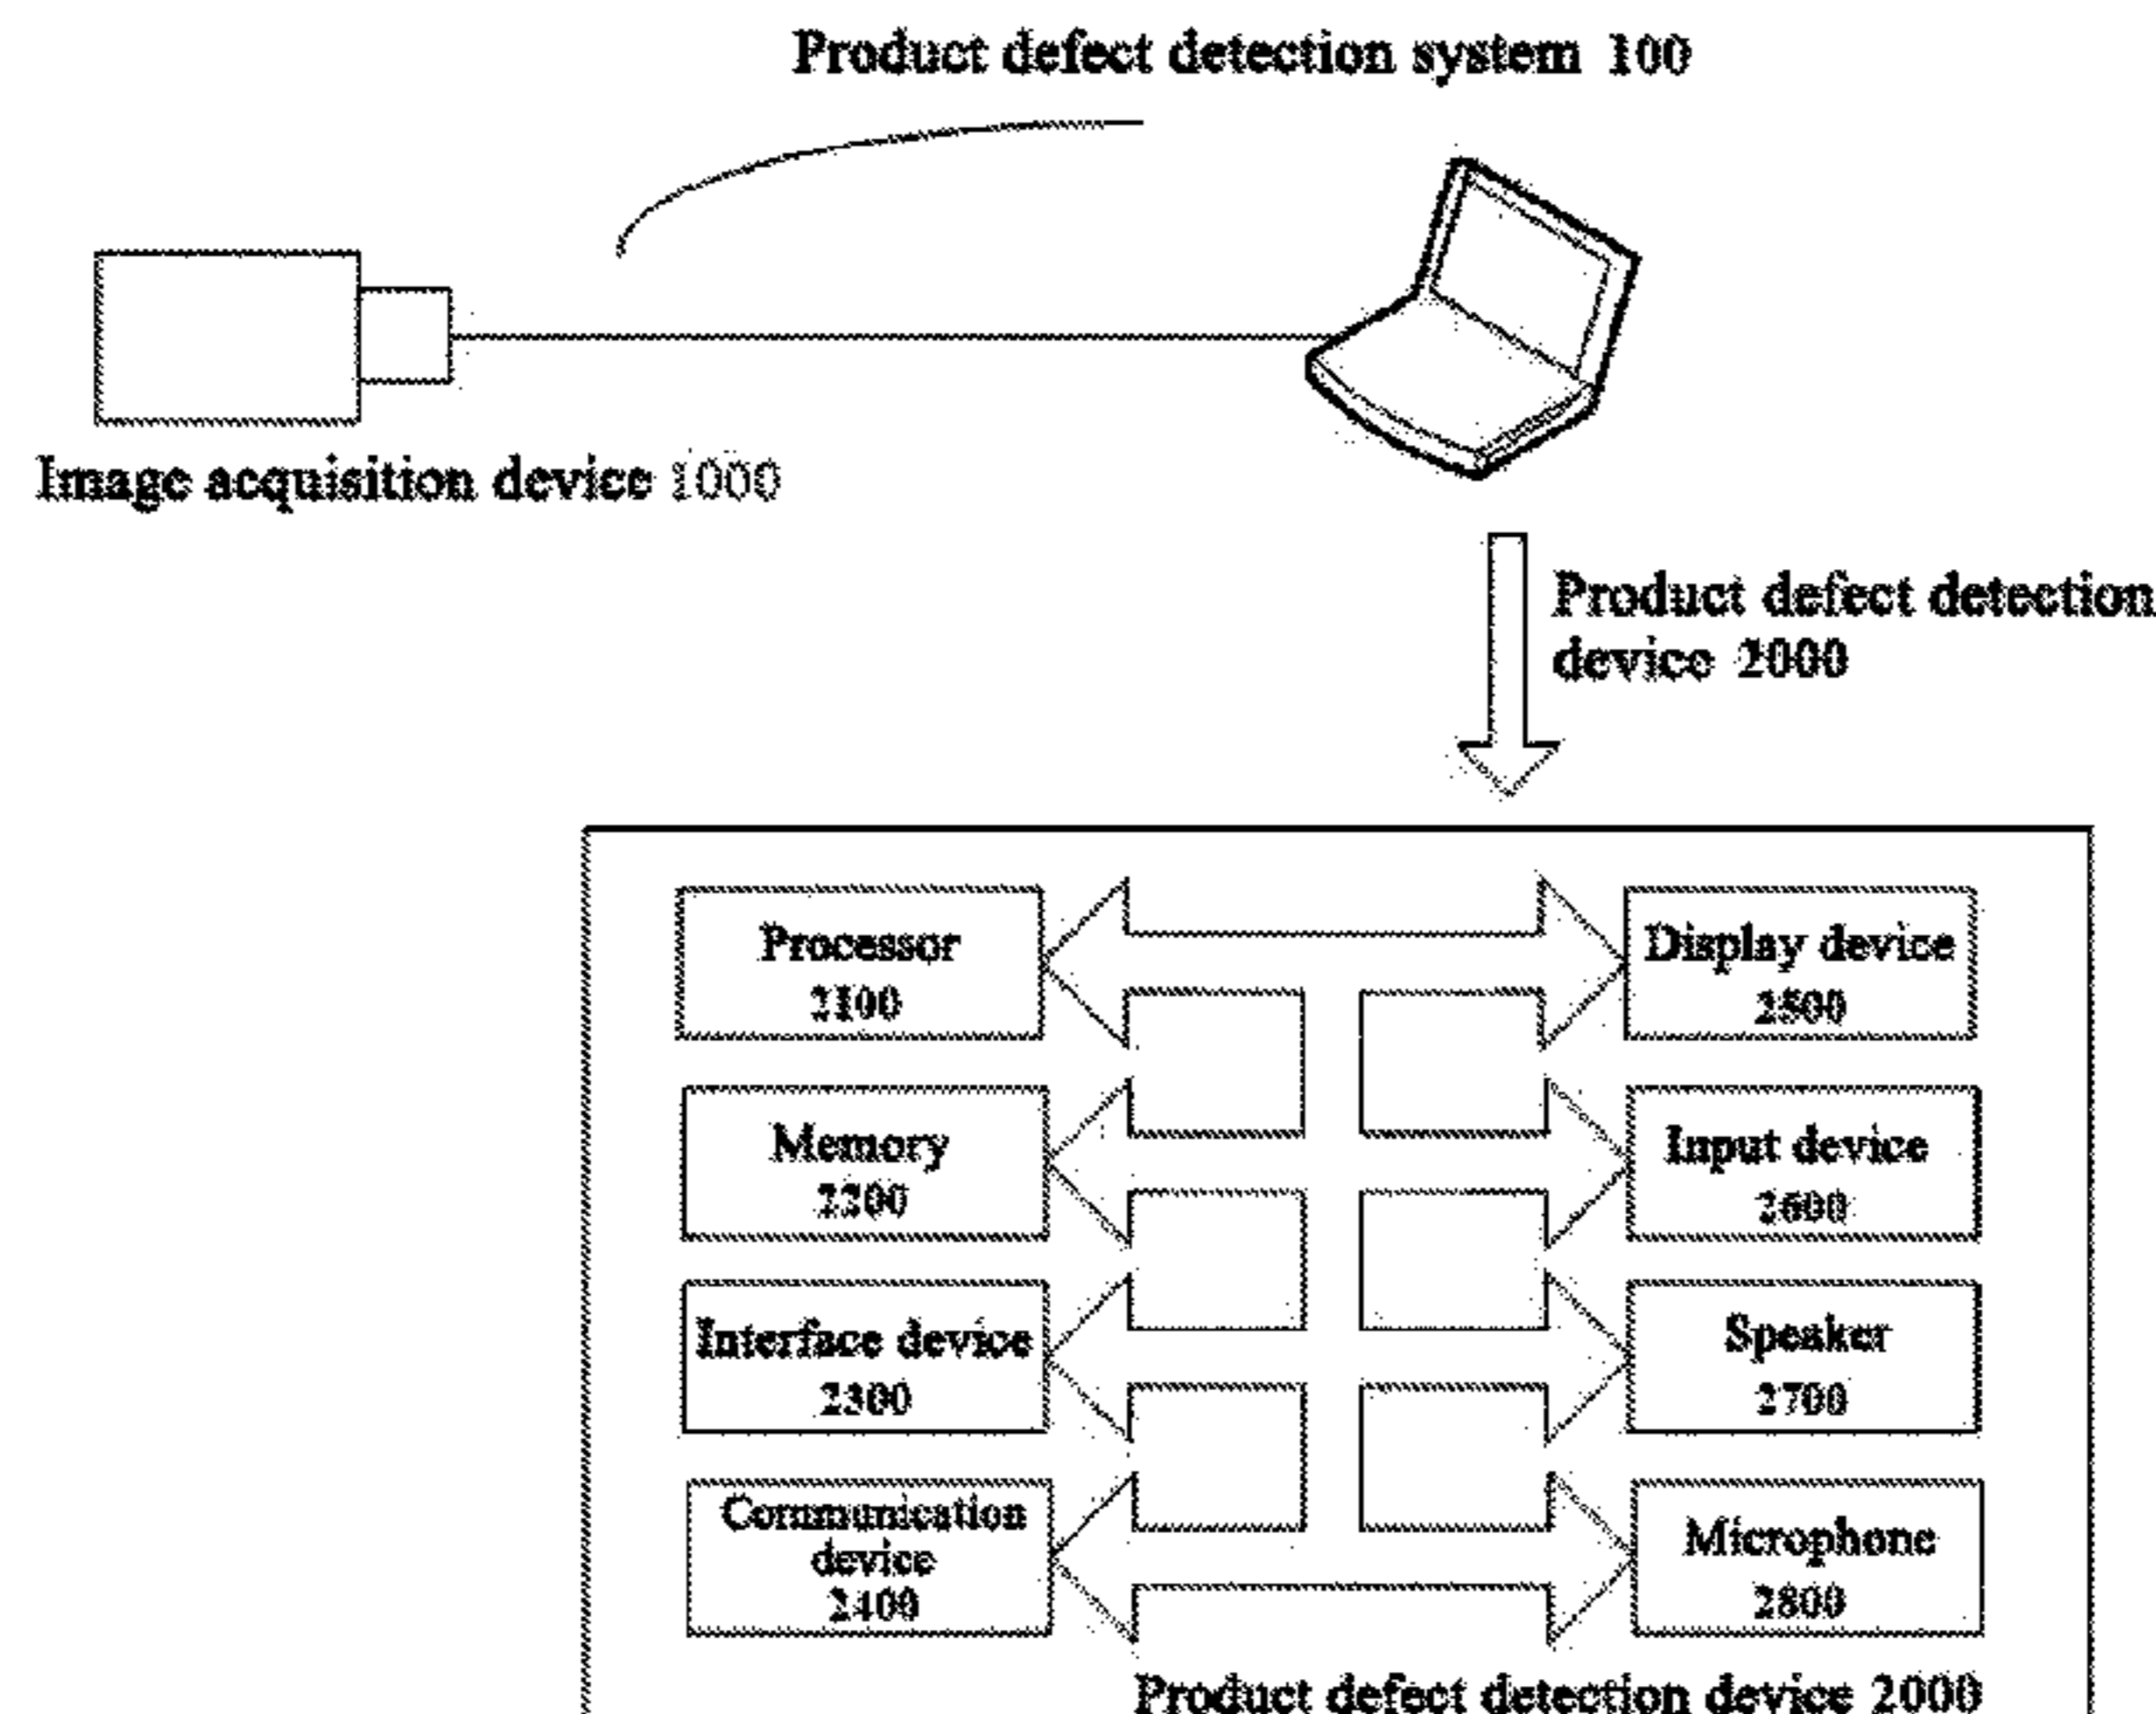 Product defect detection system 100
Image acquisition device 1000
Product defect detection
device 2000
Processor
2100
Display device
2500
Memory
2200
Input device
2600
Interface device
2300
Speaker
2700
Communication
device
2400
Microphone
2800
Product defect detection device 2000